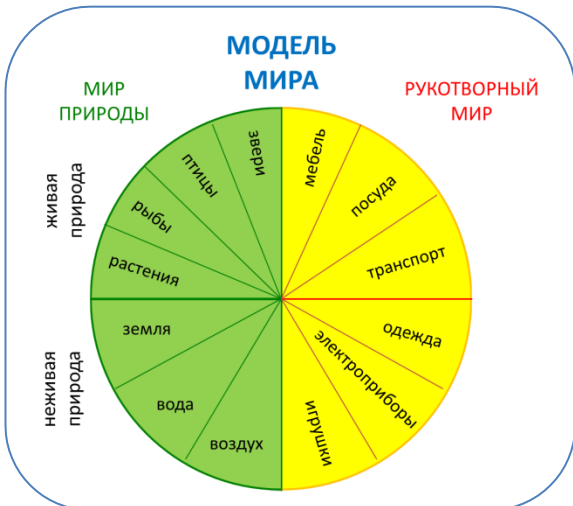 МОДЕЛЬ
МИРА
МИР
ПРИРОДЫ
РУКОТВОРНЫЙ
МИР
живая
природа
неживая
природа
звери
птицы
рыбы
растения
земля
вода
воздух
мебель
посуда
транспорт
одежда
электроприборы
игрушки